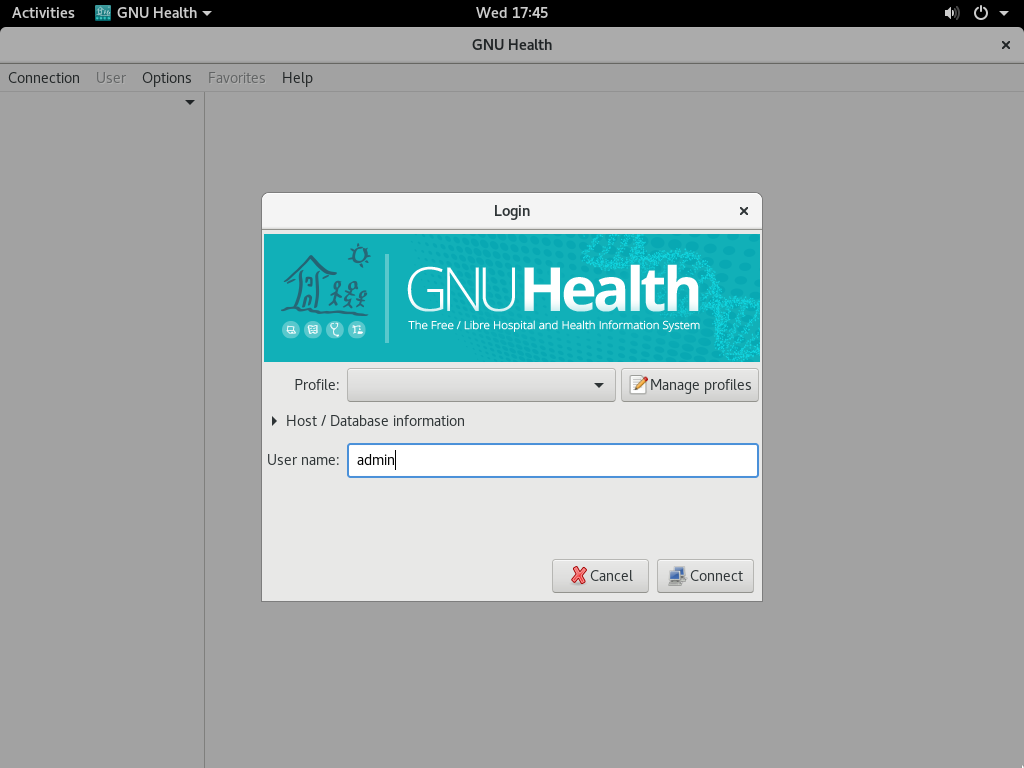 Activities GNU Health Wed 17:45
GNU Health
Connection User Options Favorites Help
Login
GNUHealth
The Free / Libre Hospital and Health Information System
Profile: Manage profiles
Host / Database information
User name: admin
Cancel Connect